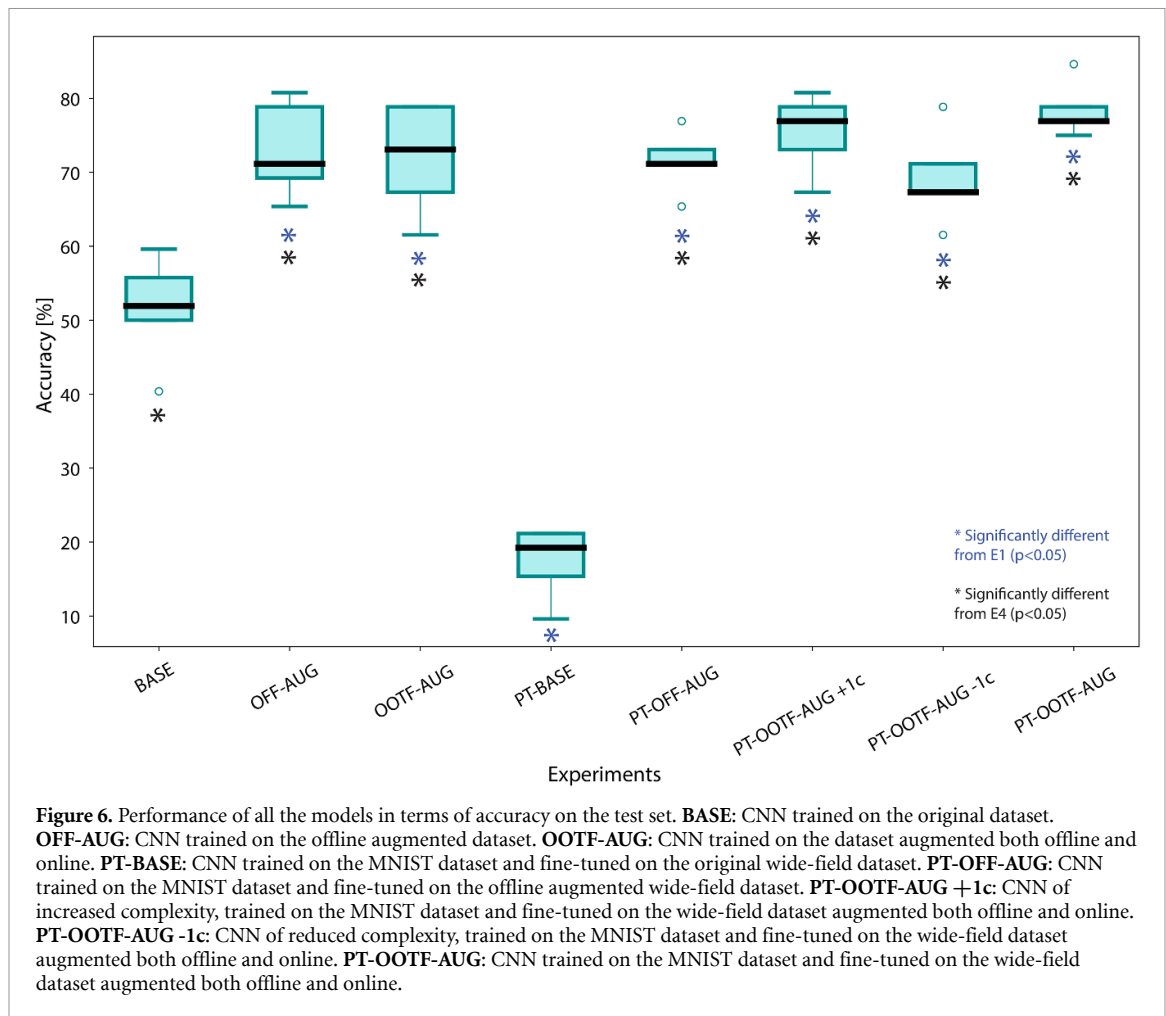 80
70
60
50
40
30
20
10
Accuracy [%]
* Significantly different
from E1 (p<0.05)
* Significantly different
from E4 (p<0.05)
BASE
OFF-AUG
OOTF-AUG
PT-BASE
PT-OFF-AUG
PT-OOTF-AUG +1c
PT-OOTF-AUG -1c
PT-OOTF-AUG
Experiments
Figure 6. Performance of all the models in terms of accuracy on the test set. BASE: CNN trained on the original dataset.
OFF-AUG: CNN trained on the offline augmented dataset. OOTF-AUG: CNN trained on the dataset augmented both offline and
online. PT-BASE: CNN trained on the MNIST dataset and fine-tuned on the original wide-field dataset. PT-OFF-AUG: CNN
trained on the MNIST dataset and fine-tuned on the offline augmented wide-field dataset. PT-OOTF-AUG +1c: CNN of
increased complexity, trained on the MNIST dataset and fine-tuned on the wide-field dataset augmented both offline and online.
PT-OOTF-AUG -1c: CNN of reduced complexity, trained on the MNIST dataset and fine-tuned on the wide-field dataset
augmented both offline and online. PT-OOTF-AUG: CNN trained on the MNIST dataset and fine-tuned on the wide-field
dataset augmented both offline and online.